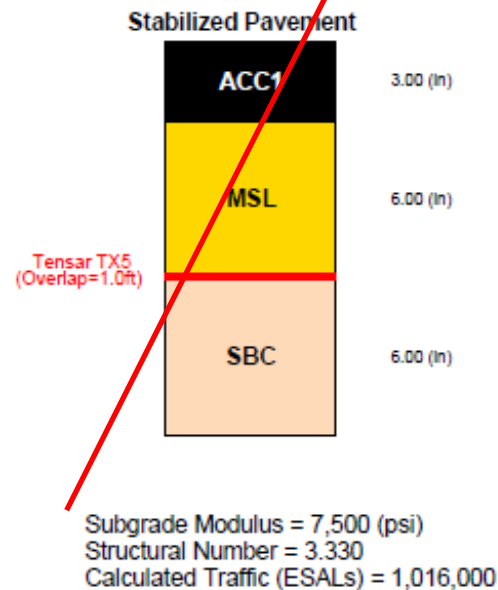 Stabilized Pavement
ACC1
3.00 (in)
MSL
6.00 (in)
Tensar TX5
(Overlap=1.0ft)
SBC
6.00 (in)
Subgrade Modulus = 7,500 (psi)
Structural Number = 3.330
Calculated Traffic (ESALs) = 1,016,000